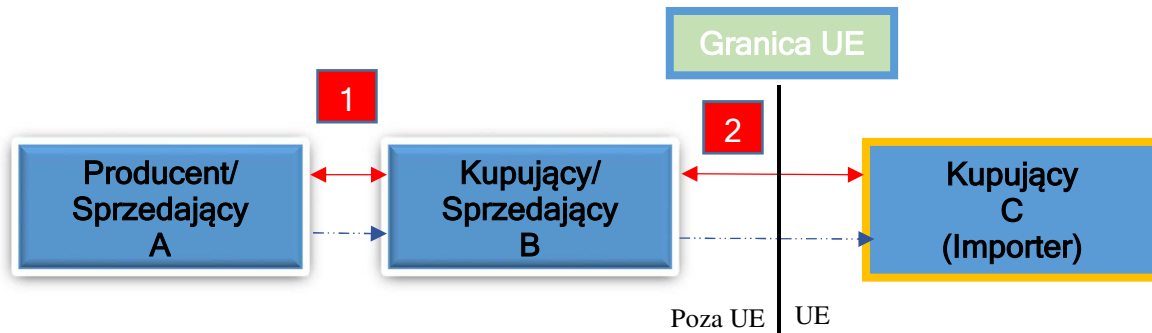 Granica UE
1
2
Producent/
Sprzedający
A
Kupujący/
Sprzedający
B
Kupujący
C
(Importer)
Poza UE
UE